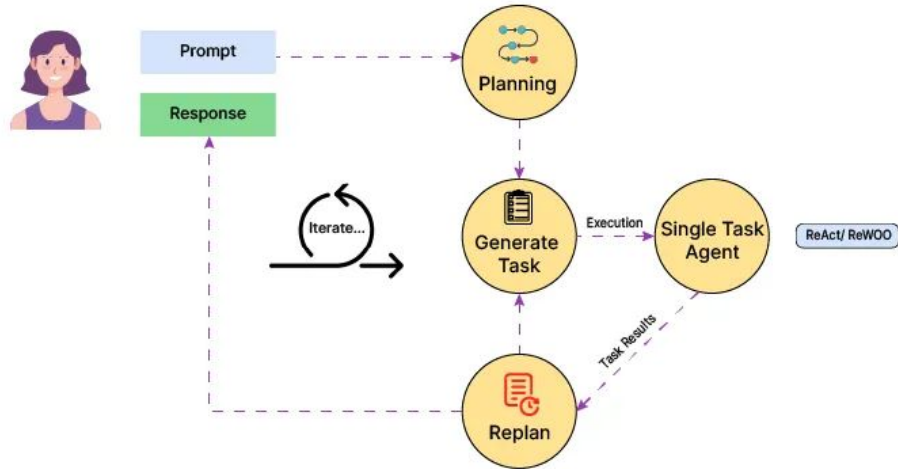 Prompt
Planning
Response
Iterate...
Generate
Task
Execution
Single Task
Agent
ReAct/ ReWOO
Task Results
Replan